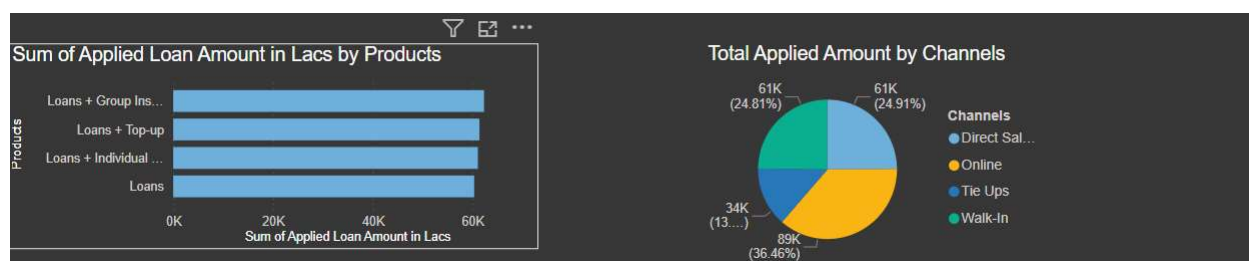 Sum of Applied Loan Amount in Lacs by Products
Products
Loans + Group Ins...
Loans + Top-up
Loans + Individual ...
Loans
0K 20K 40K 60K
Sum of Applied Loan Amount in Lacs
Total Applied Amount by Channels
61K
(24.81%)
61K
(24.91%)
34K
(13....)
89K
(36.46%)
Channels
Direct Sal...
Online
Tie Ups
Walk-In